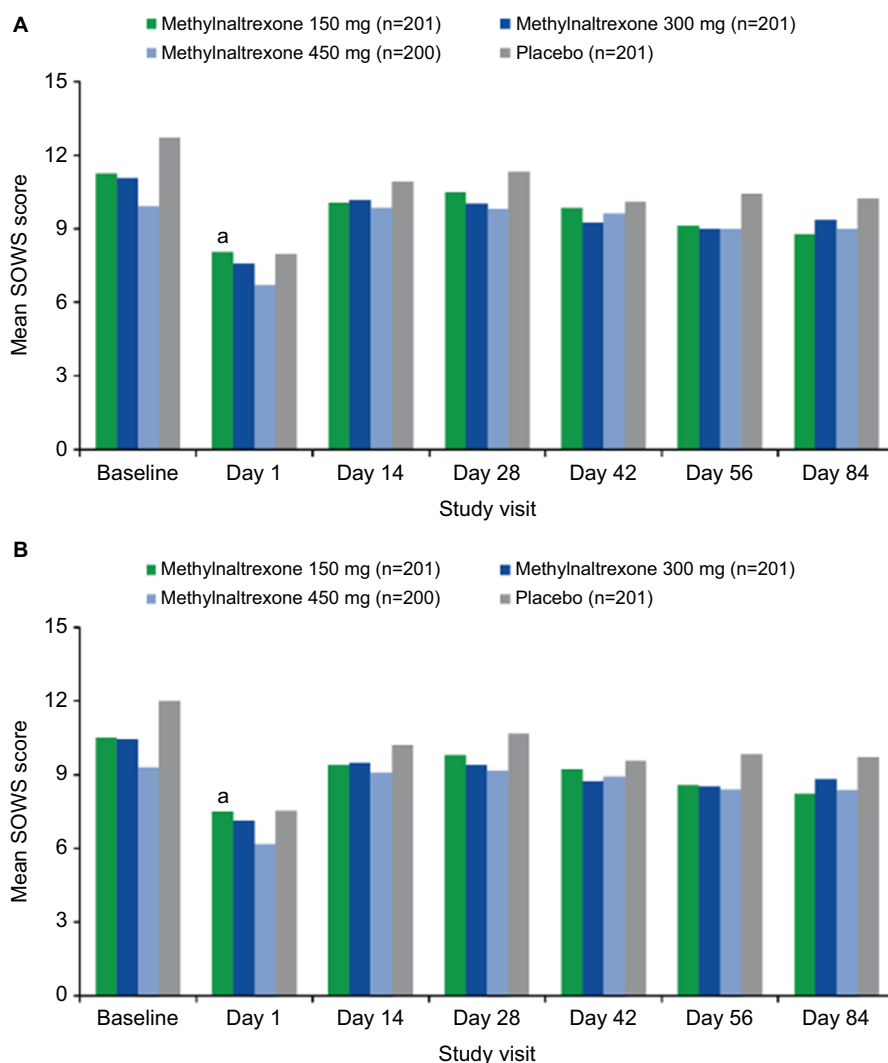 A
Methylnaltrexone 150 mg (n=201) Methylnaltrexone 300 mg (n=201)
Methylnaltrexone 450 mg (n=200) Placebo (n=201)
15
12
9
6
3
0
Mean SOWS score
a
Baseline Day 1 Day 14 Day 28 Day 42 Day 56 Day 84
Study visit
B
Methylnaltrexone 150 mg (n=201) Methylnaltrexone 300 mg (n=201)
Methylnaltrexone 450 mg (n=200) Placebo (n=201)
15
12
9
6
3
0
Mean SOWS score
a
Baseline Day 1 Day 14 Day 28 Day 42 Day 56 Day 84
Study visit